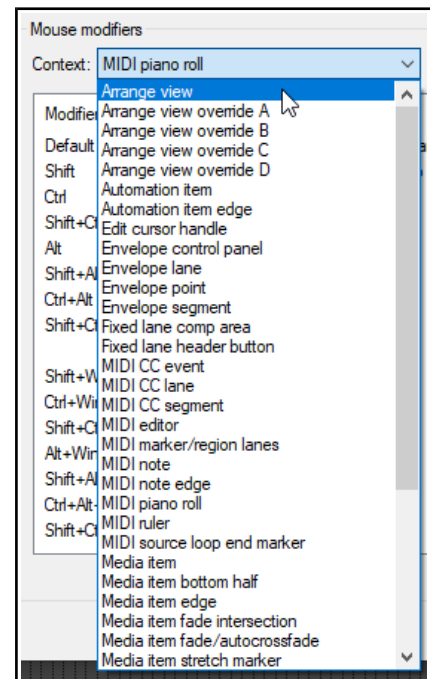 Mouse modifiers
Context: MIDI piano roll
Arrange view
Arrange view override A
Arrange view override B
Arrange view override C
Arrange view override D
Automation item
Automation item edge
Edit cursor handle
Envelope control panel
Envelope lane
Envelope point
Envelope segment
Fixed lane comp area
Fixed lane header button
MIDI CC event
MIDI CC lane
MIDI CC segment
MIDI editor
MIDI marker/region lanes
MIDI note
MIDI note edge
MIDI piano roll
MIDI ruler
MIDI source loop end marker
Media item
Media item bottom half
Media item edge
Media item fade intersection
Media item fade/autocrossfade
Media item stretch marker
Default
Shift
Ctrl
Alt
Ctrl+Alt